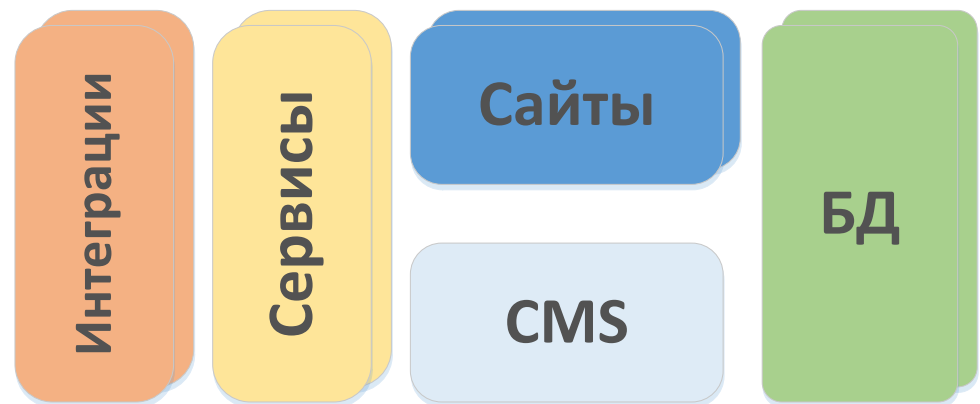 Интеграции
Сервисы
Сайты
CMS
БД